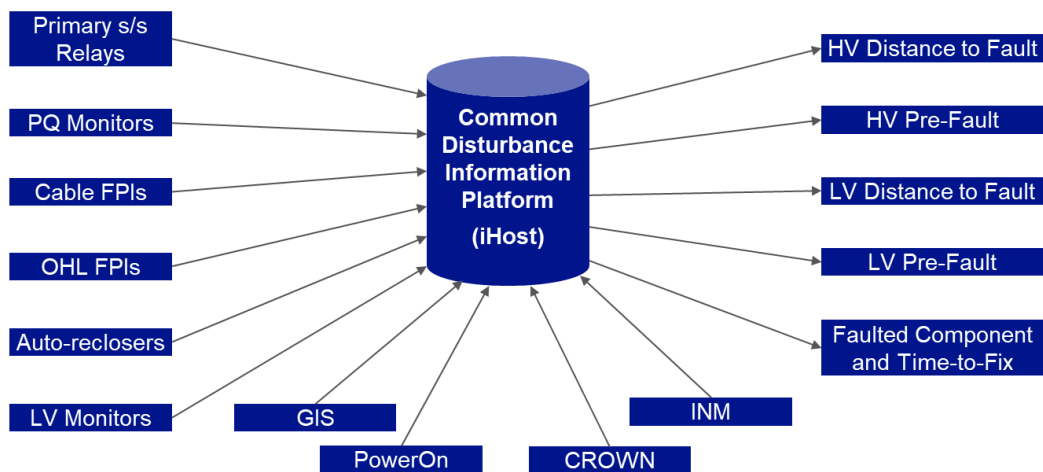 Primary s/s
Relays
PQ Monitors
Cable FPIs
OHL FPIs
Auto-reclosers
LV Monitors
GIS
PowerOn
CROWN
INM
Common
Disturbance
Information
Platform
(iHost)
HV Distance to Fault
HV Pre-Fault
LV Distance to Fault
LV Pre-Fault
Faulted Component
and Time-to-Fix